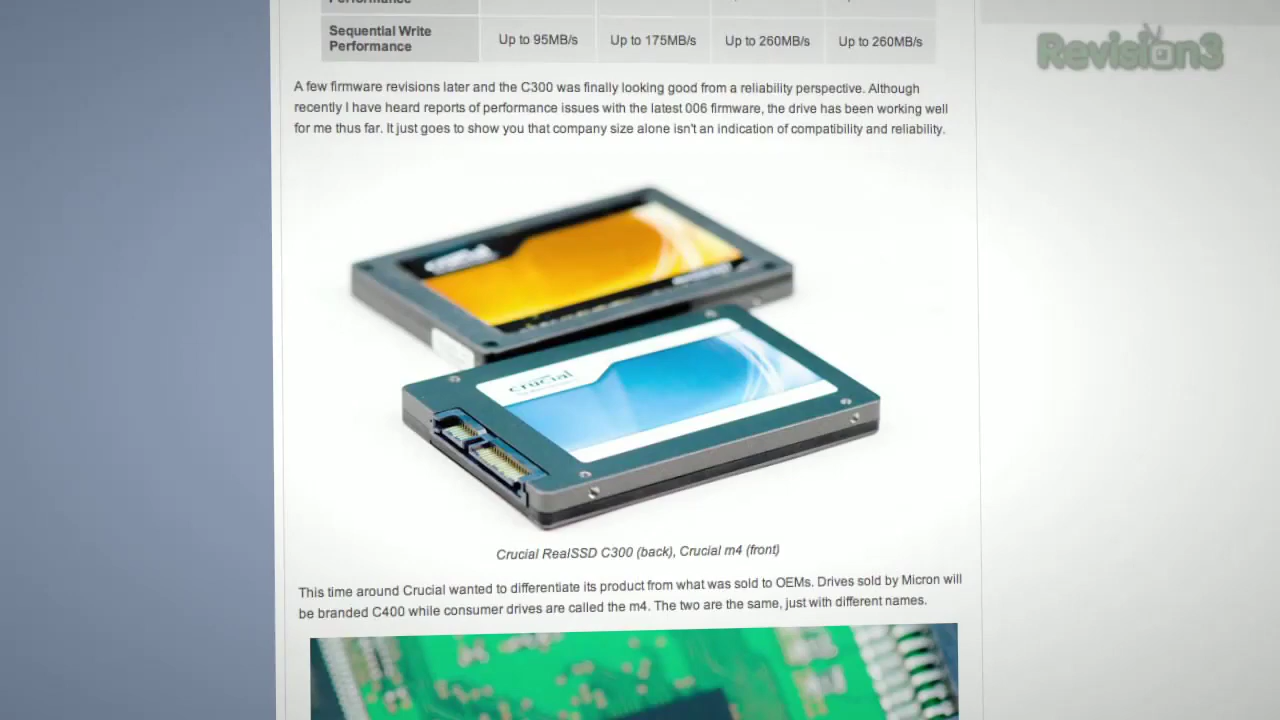 Revision3
Sequential Write
Performance
Up to 95MB/s
Up to 175MB/s
Up to 260MB/s
Up to 260MB/s
A few firmware revisions later and the C300 was finally looking good from a reliability perspective. Although
recently I have heard reports of performance issues with the latest 006 firmware, the drive has been working well
for me thus far. It just goes to show you that company size alone isn't an indication of compatibility and reliability.
crucial
crucial
Crucial RealSSD C300 (back), Crucial m4 (front)
This time around Crucial wanted to differentiate its product from what was sold to OEMs. Drives sold by Micron will
be branded C400 while consumer drives are called the m4. The two are the same, just with different names.